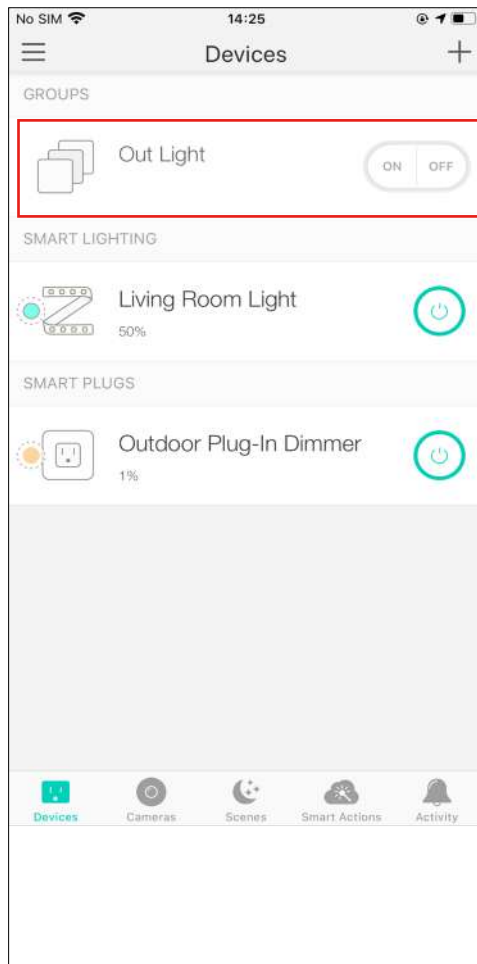 No SIM 14:25
Devices
GROUPS
Out Light
ON OFF
SMART LIGHTING
Living Room Light
50%
SMART PLUGS
Outdoor Plug-In Dimmer
1%
Devices Cameras Scenes Smart Actions Activity